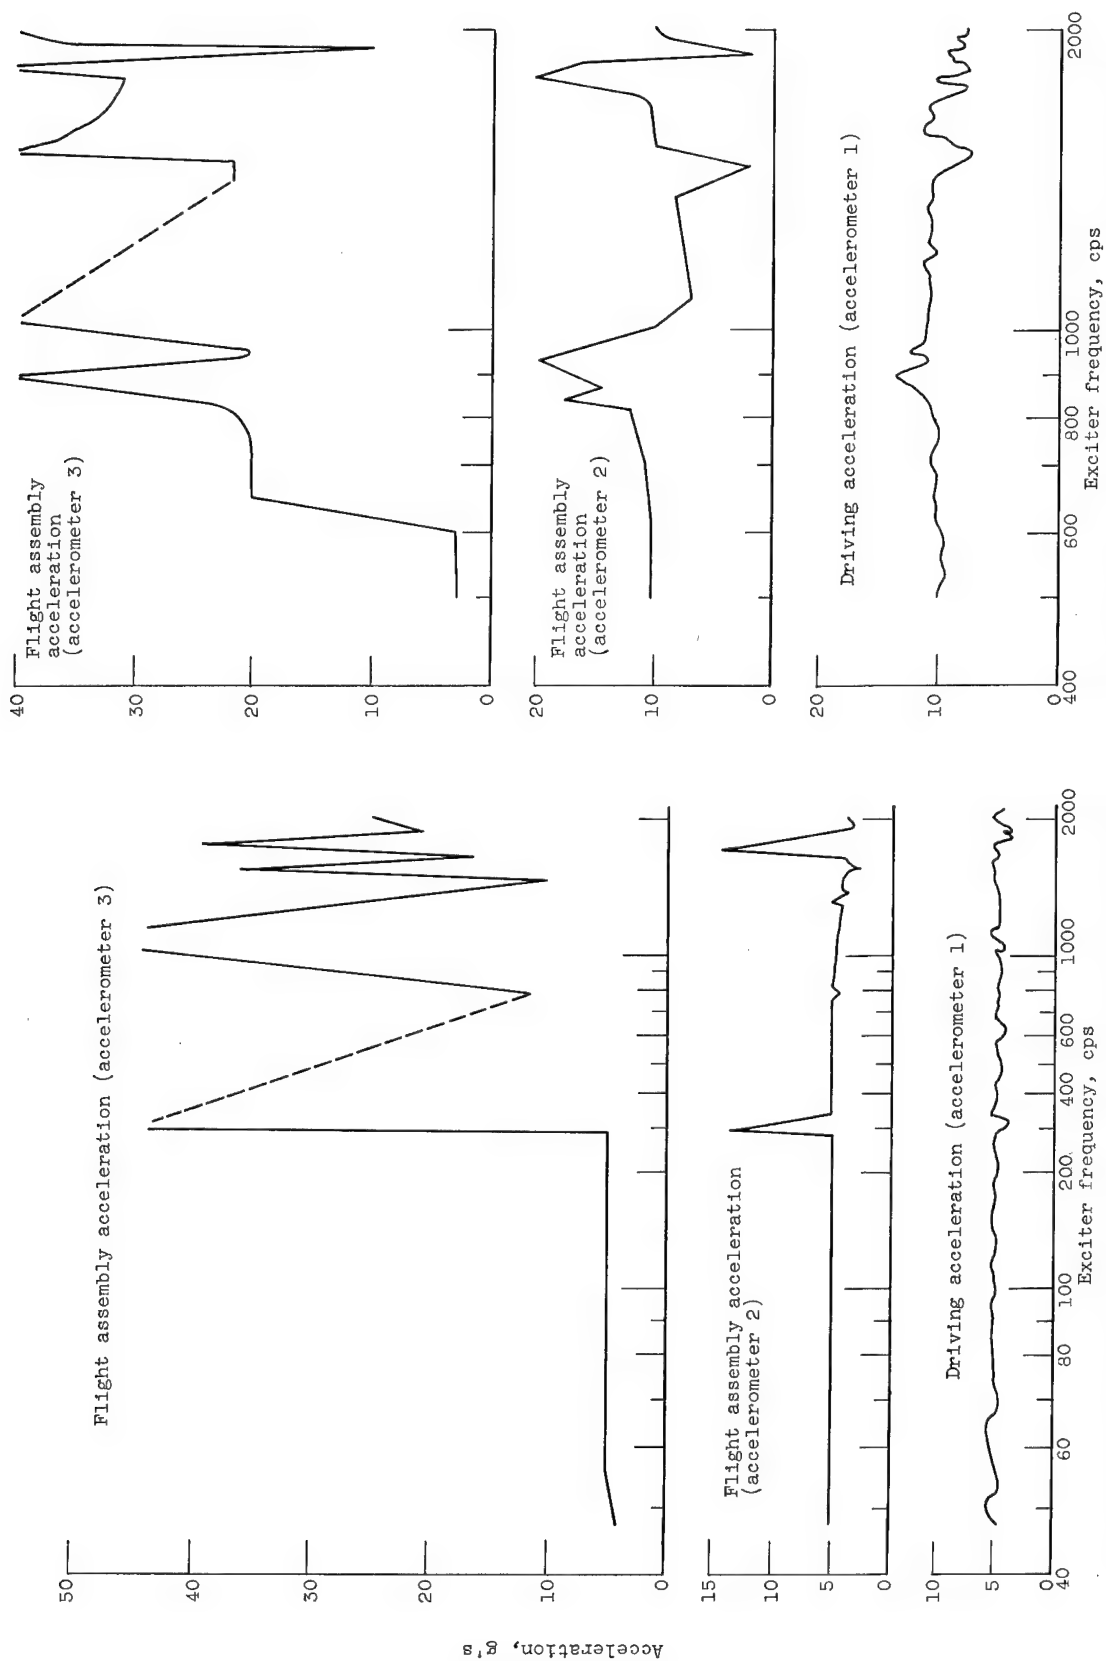 Flight assembly
acceleration
(accelerometer 3)
40
30
20
10
0
Flight assembly
acceleration
(accelerometer 2)
20
10
0
Driving acceleration (accelerometer 1)
20
10
0
400
600
800
1000
2000
Exciter frequency, cps
Flight assembly acceleration (accelerometer 3)
50
40
30
20
10
0
Flight assembly acceleration
(accelerometer 2)
15
10
5
0
Driving acceleration (accelerometer 1)
10
5
0
40
60
80
100
200
400
600
1000
2000
Exciter frequency, cps
Acceleration, g's